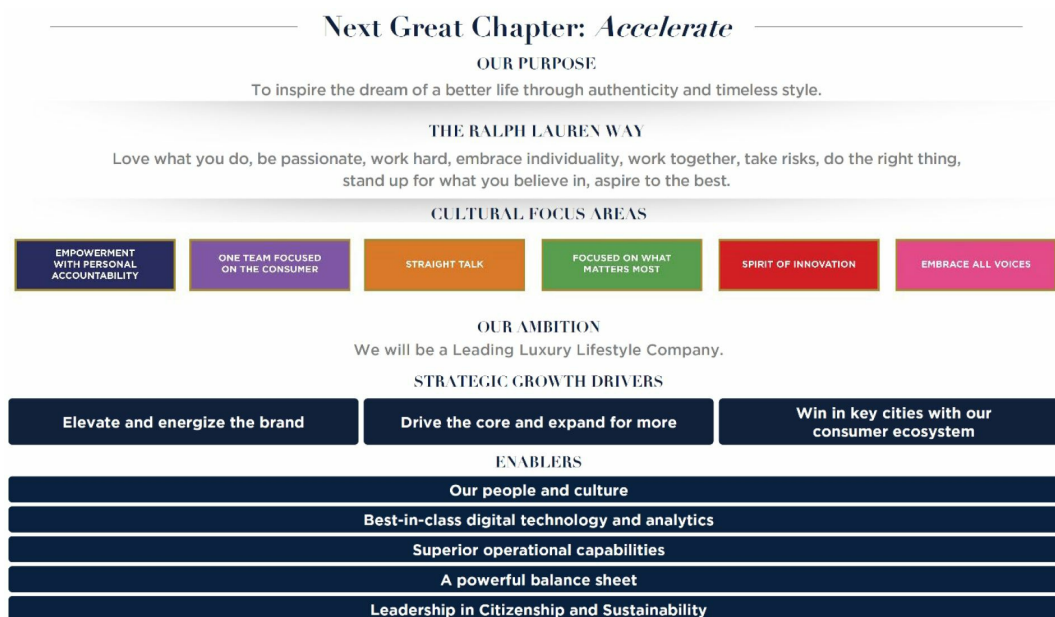 Next Great Chapter: Accelerate
OUR PURPOSE
To inspire the dream of a better life through authenticity and timeless style.
THE RALPH LAUREN WAY
Love what you do, be passionate, work hard, embrace individuality, work together, take risks, do the right thing,
stand up for what you believe in, aspire to the best.
CULTURAL FOCUS AREAS
EMPOWERMENT
WITH PERSONAL
ACCOUNTABILITY
ONE TEAM FOCUSED
ON THE CONSUMER
STRAIGHT TALK
FOCUSED ON WHAT
MATTERS MOST
SPIRIT OF INNOVATION
EMBRACE ALL VOICES
OUR AMBITION
We will be a Leading Luxury Lifestyle Company.
STRATEGIC GROWTH DRIVERS
Elevate and energize the brand
Drive the core and expand for more
Win in key cities with our
consumer ecosystem
ENABLERS
Our people and culture
Best-in-class digital technology and analytics
Superior operational capabilities
A powerful balance sheet
Leadership in Citizenship and Sustainability